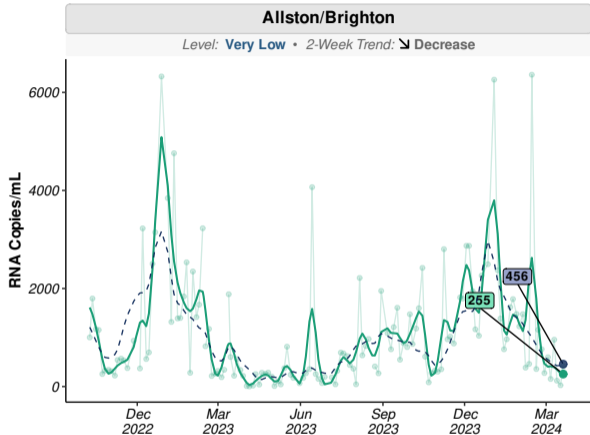 Allston/Brighton
Level: Very Low • 2-Week Trend: ↘ Decrease
RNA Copies/mL
6000
4000
2000
0
456
255
Dec 2022
Mar 2023
Jun 2023
Sep 2023
Dec 2023
Mar 2024